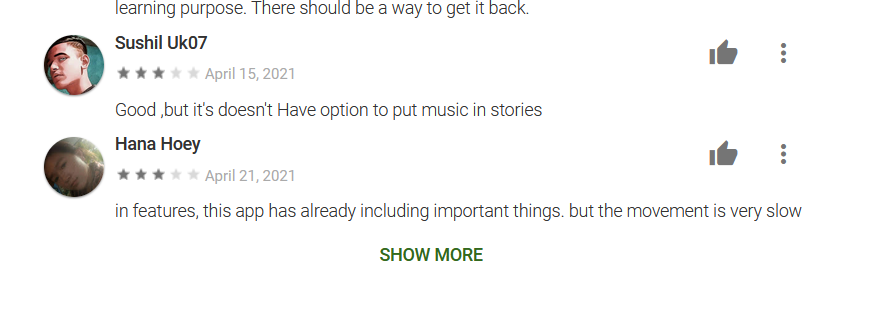 learning purpose. There should be a way to get it back.
Sushil Uk07
April 15, 2021
Good ,but it's doesn't Have option to put music in stories
Hana Hoey
April 21, 2021
in features, this app has already including important things. but the movement is very slow
SHOW MORE